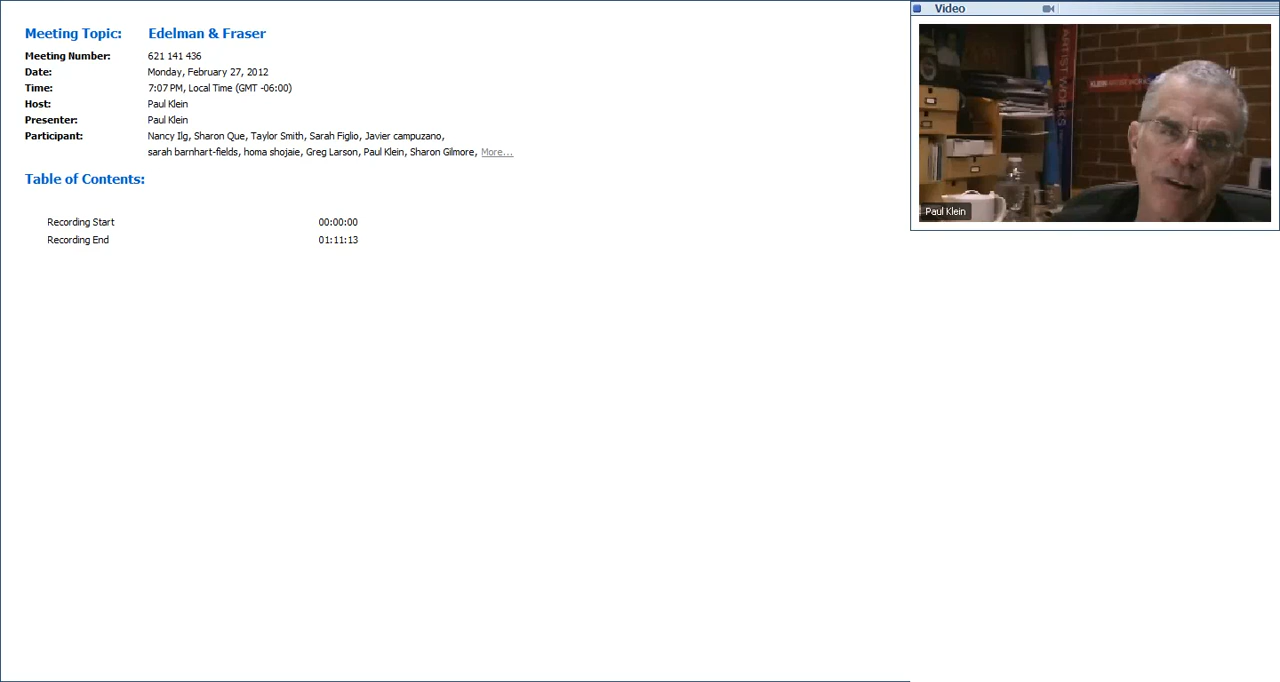 Meeting Topic: Edelman & Fraser
Meeting Number: 621 141 436
Date: Monday, February 27, 2012
Time: 7:07 PM, Local Time (GMT -06:00)
Host: Paul Klein
Presenter: Paul Klein
Participant: Nancy Ilg, Sharon Que, Taylor Smith, Sarah Figlio, Javier campuzano,
sarah barnhart-fields, homa shojaie, Greg Larson, Paul Klein, Sharon Gilmore, More...
Table of Contents:
Recording Start 00:00:00
Recording End 01:11:13
Video
ARTIST WORKS
KLEIN
Paul Klein